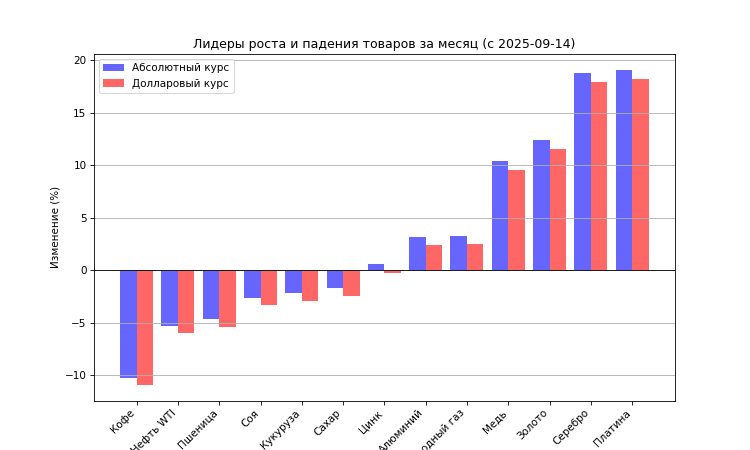 Лидеры роста и падения товаров за месяц (с 2025-09-14)
Абсолютный курс
Долларовый курс
Изменение (%)
20
15
10
5
0
−5
−10
Кофе
Нефть WTI
Пшеница
Соя
Кукуруза
Сахар
Цинк
Алюминий
газ
Медь
Золото
Серебро
Платина